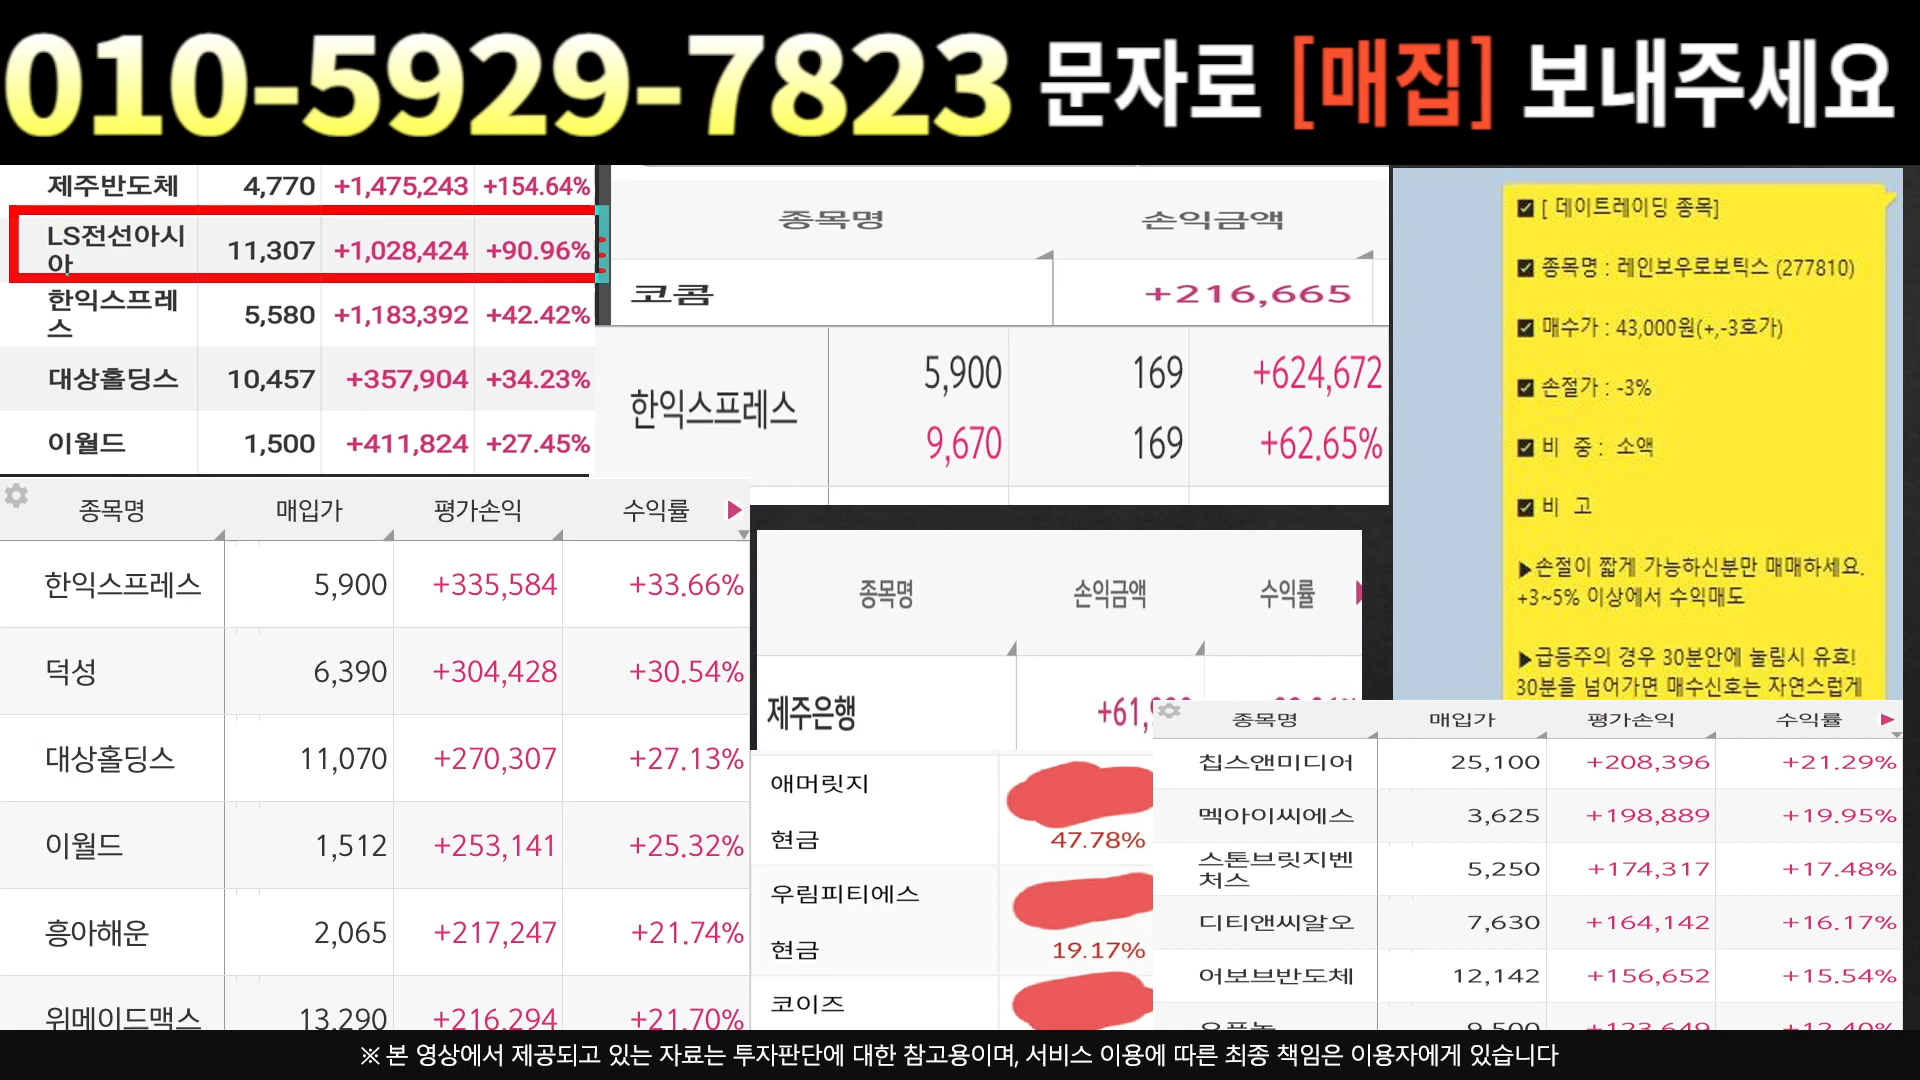 010-5929-7823 문자로 [매집] 보내주세요
제주반도체 4,770 +1,475,243 +154.64%
LS전선아시아 11,307 +1,028,424 +90.96%
한익스프레스 5,580 +1,183,392 +42.42%
대상홀딩스 10,457 +357,904 +34.23%
이월드 1,500 +411,824 +27.45%
종목명 손익금액
코콤 +216,665
한익스프레스 5,900 169 +624,672
9,670 169 +62.65%
☑ [ 데이트레이딩 종목]
☑ 종목명 : 레인보우로보틱스 (277810)
☑ 매수가 : 43,000원(+,-3호가)
☑ 손절가 : -3%
☑ 비 중 : 소액
☑ 비 고
▶손절이 짧게 가능하신분만 매매하세요.
+3~5% 이상에서 수익매도
▶급등주의 경우 30분안에 눌림시 유효!
30분을 넘어가면 매수신호는 자연스럽게
종목명 매입가 평가손익 수익률
한익스프레스 5,900 +335,584 +33.66%
덕성 6,390 +304,428 +30.54%
대상홀딩스 11,070 +270,307 +27.13%
이월드 1,512 +253,141 +25.32%
흥아해운 2,065 +217,247 +21.74%
위메이드맥스 13,290 +216,294 +21.70%
종목명 손익금액 수익률
제주은행
애머릿지
현금 47.78%
우림피티에스
현금 19.17%
코이즈
종목명 매입가 평가손익 수익률
칩스앤미디어 25,100 +208,396 +21.29%
멕아이씨에스 3,625 +198,889 +19.95%
스톤브릿지벤처스 5,250 +174,317 +17.48%
디티앤씨알오 7,630 +164,142 +16.17%
어보브반도체 12,142 +156,652 +15.54%
※ 본 영상에서 제공되고 있는 자료는 투자판단에 대한 참고용이며, 서비스 이용에 따른 최종 책임은 이용자에게 있습니다